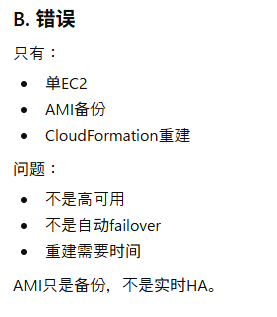 B. 错误
只有：
• 单EC2
• AMI备份
• CloudFormation重建
问题：
• 不是高可用
• 不是自动failover
• 重建需要时间
AMI只是备份，不是实时HA。